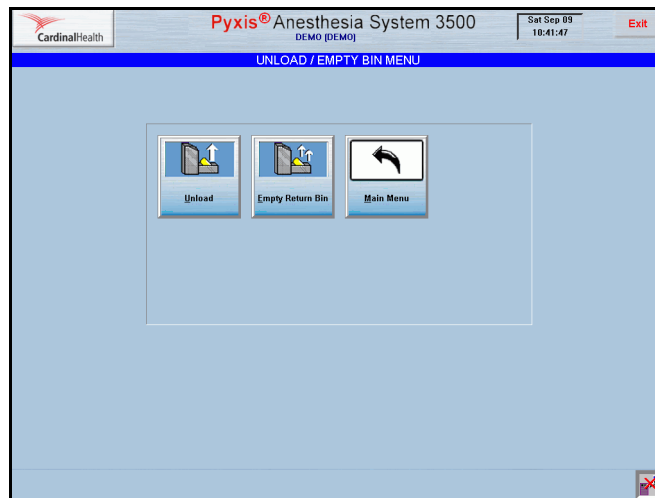 CardinalHealth
Pyxis® Anesthesia System 3500
DEMO [DEMO]
Sat Sep 09
10:41:47
Exit
UNLOAD / EMPTY BIN MENU
Unload
Empty Return Bin
Main Menu